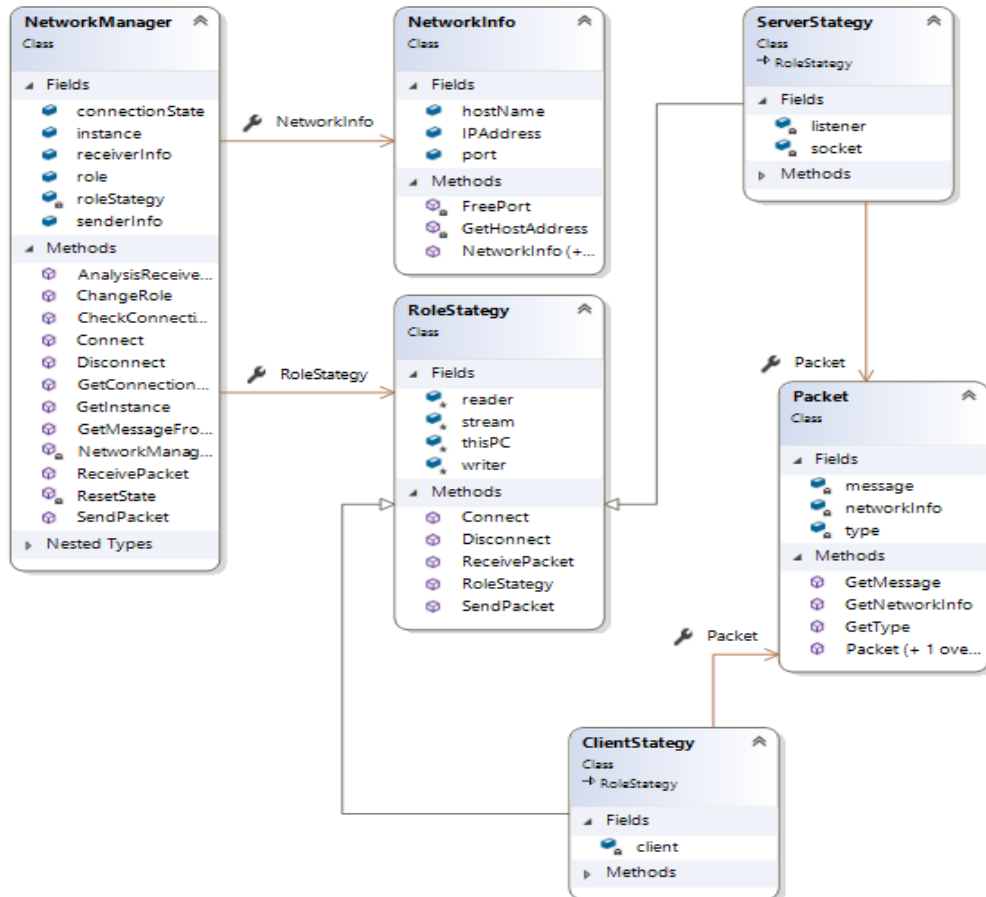 NetworkManager
Class
Fields
connectionState
instance
receiverInfo
role
roleStategy
senderInfo
Methods
AnalysisReceive...
ChangeRole
CheckConnecti...
Connect
Disconnect
GetConnection...
GetInstance
GetMessageFro...
NetworkManag...
ReceivePacket
ResetState
SendPacket
Nested Types
NetworkInfo
RoleStategy
NetworkInfo
Class
Fields
hostName
IPAddress
port
Methods
FreePort
GetHostAddress
NetworkInfo (+...
RoleStategy
Class
Fields
reader
stream
thisPC
writer
Methods
Connect
Disconnect
ReceivePacket
RoleStategy
SendPacket
ServerStategy
Class
RoleStategy
Fields
listener
socket
Methods
Packet
Packet
Class
Fields
message
networkInfo
type
Methods
GetMessage
GetNetworkInfo
GetType
Packet (+ 1 ove...
Packet
ClientStategy
Class
RoleStategy
Fields
client
Methods